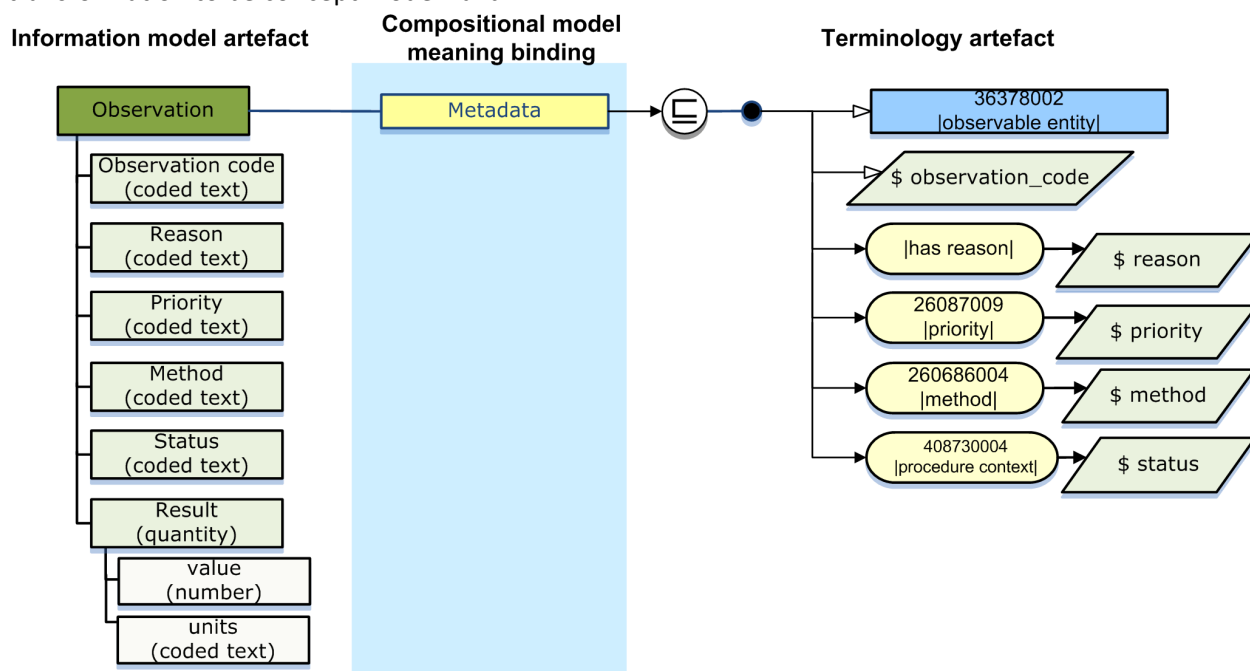 Information model artefact
Compositional model
meaning binding
Terminology artefact
Observation
Metadata
⊑
36378002
|observable entity|
Observation code
(coded text)
$ observation_code
Reason
(coded text)
|has reason|
$ reason
Priority
(coded text)
26087009
|priority|
$ priority
Method
(coded text)
260686004
|method|
$ method
Status
(coded text)
408730004
|procedure context|
$ status
Result
(quantity)
value
(number)
units
(coded text)